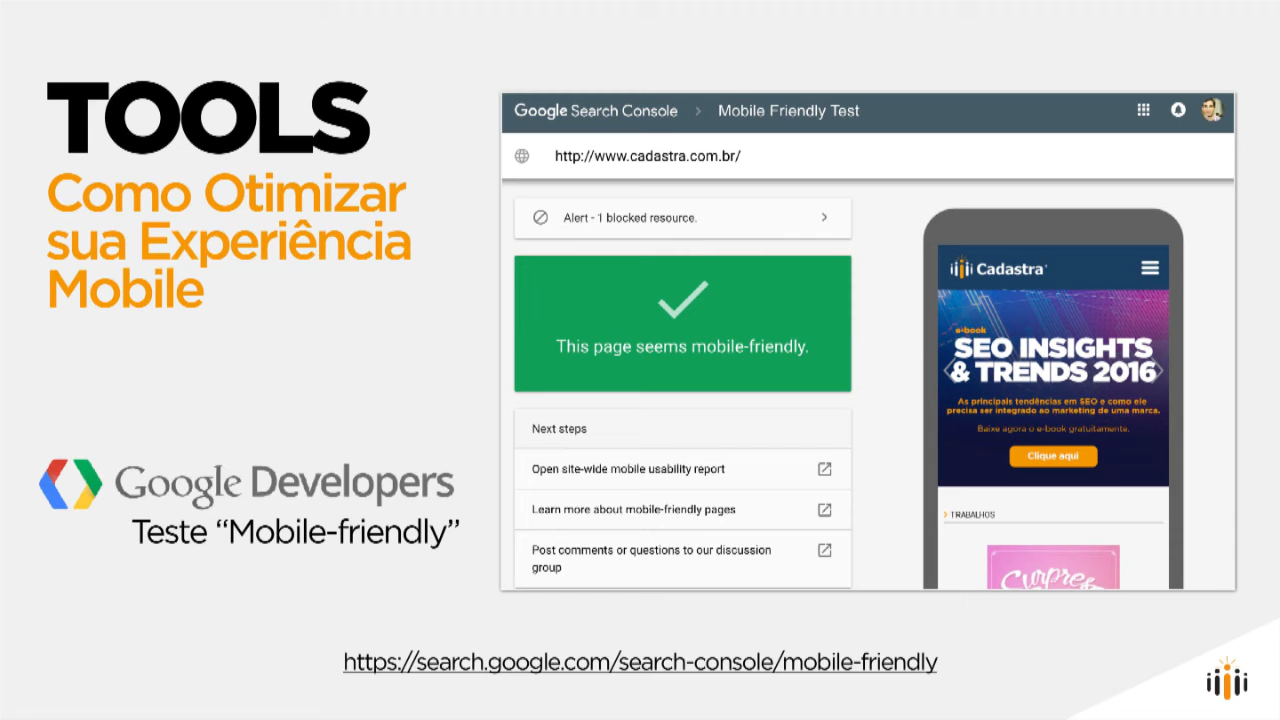 TOOLS
Como Otimizar
sua Experiência
Mobile
Google Developers
Teste “Mobile-friendly”
Google Search Console > Mobile Friendly Test
http://www.cadastra.com.br/
Alert - 1 blocked resource.
This page seems mobile-friendly.
Next steps
Open site-wide mobile usability report
Learn more about mobile-friendly pages
Post comments or questions to our discussion
group
Cadastra
e-book
SEO INSIGHTS
& TRENDS 2016
As principais tendências em SEO e como ele
precisa ser integrado ao marketing de uma marca.
Baixe agora o e-book gratuitamente.
Clique aqui
TRABALHOS
https://search.google.com/search-console/mobile-friendly